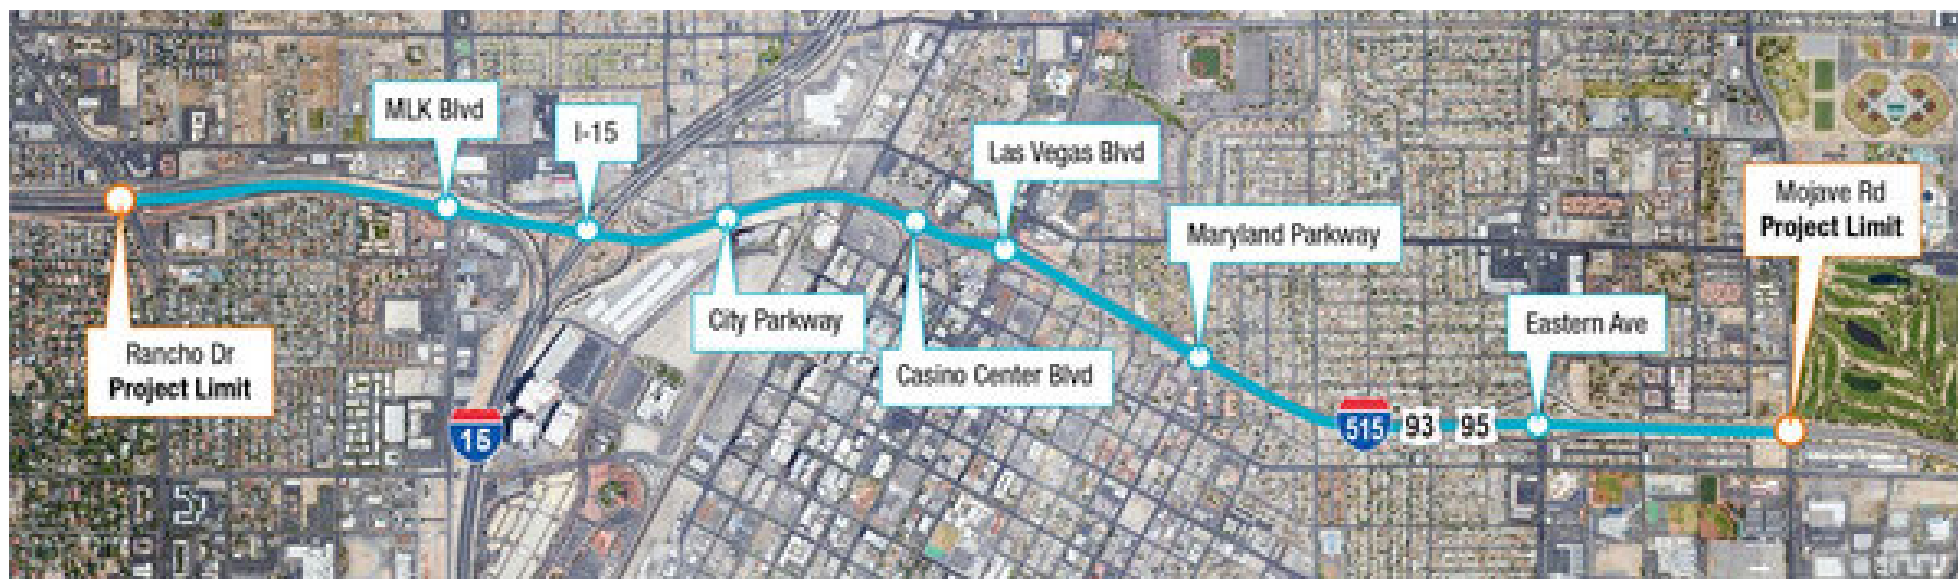 MLK Blvd
I-15
Las Vegas Blvd
Mojave Rd
Project Limit
Maryland Parkway
City Parkway
Eastern Ave
Rancho Dr
Project Limit
Casino Center Blvd
15
515 93 95